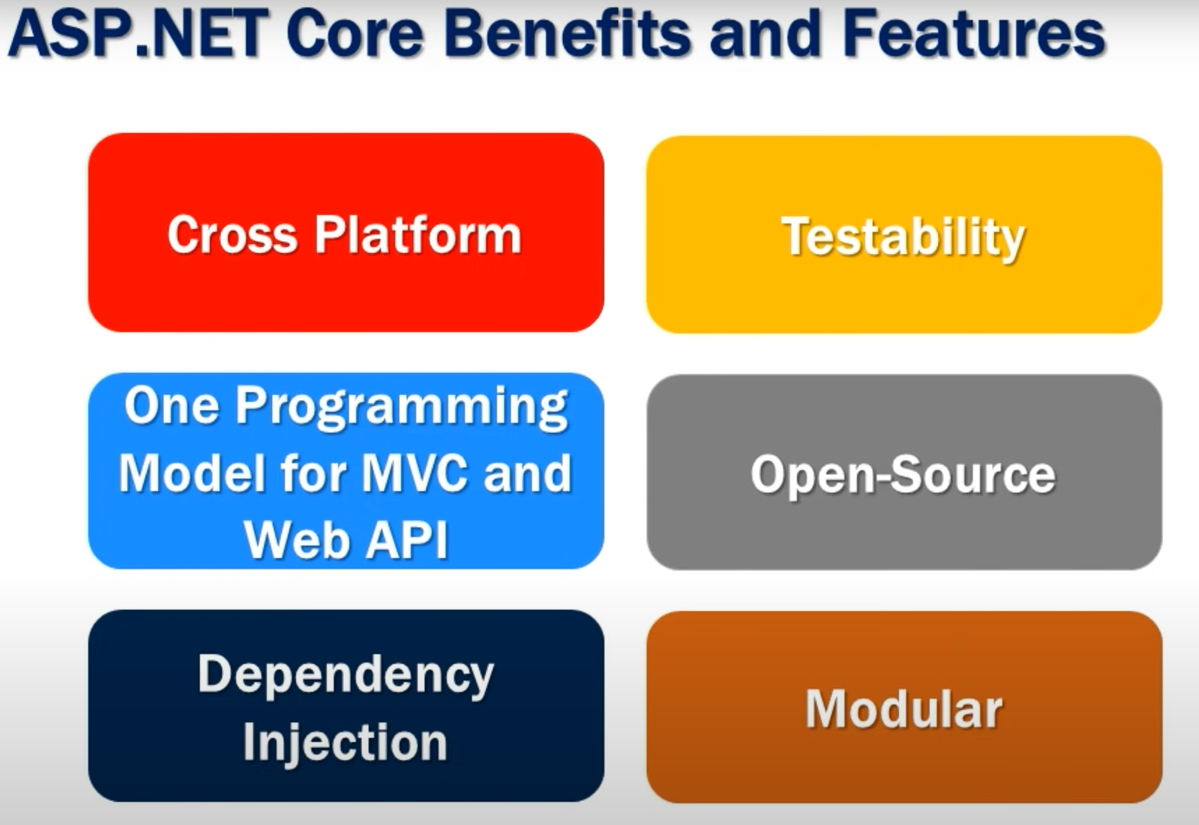 ASP.NET Core Benefits and Features
Cross Platform
Testability
One Programming
Model for MVC and
Web API
Open-Source
Dependency
Injection
Modular